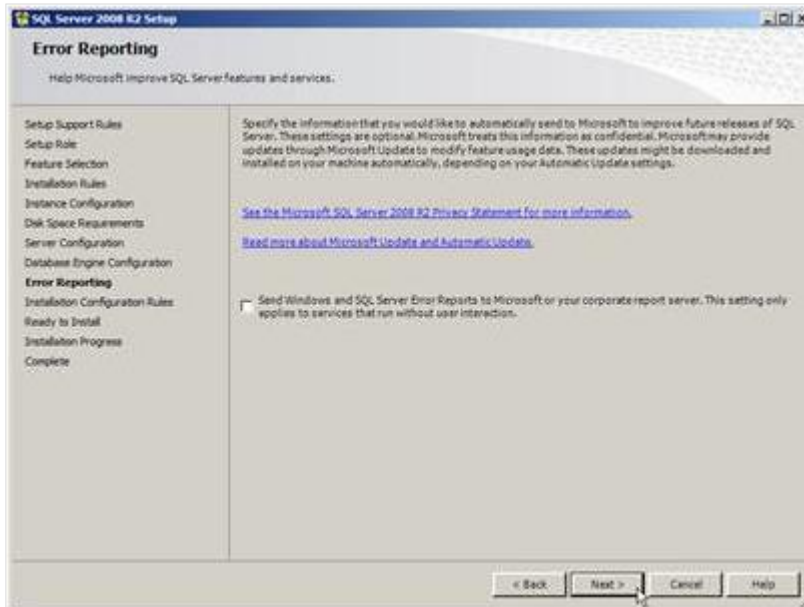 SQL Server 2008 R2 Setup
Error Reporting
Help Microsoft improve SQL Server features and services.
Setup Support Rules
Setup Role
Feature Selection
Installation Rules
Instance Configuration
Disk Space Requirements
Server Configuration
Database Engine Configuration
Error Reporting
Installation Configuration Rules
Ready to Install
Installation Progress
Complete
Specify the information that you would like to automatically send to Microsoft to improve future releases of SQL
Server. These settings are optional. Microsoft treats this information as confidential. Microsoft may provide
updates through Microsoft Update to modify feature usage data. These updates might be downloaded and
installed on your machine automatically, depending on your Automatic Update settings.
See the Microsoft SQL Server 2008 R2 Privacy Statement for more information.
Read more about Microsoft Update and Automatic Update.
Send Windows and SQL Server Error Reports to Microsoft or your corporate report server. This setting only
applies to services that run without user interaction.
< Back
Next >
Cancel
Help